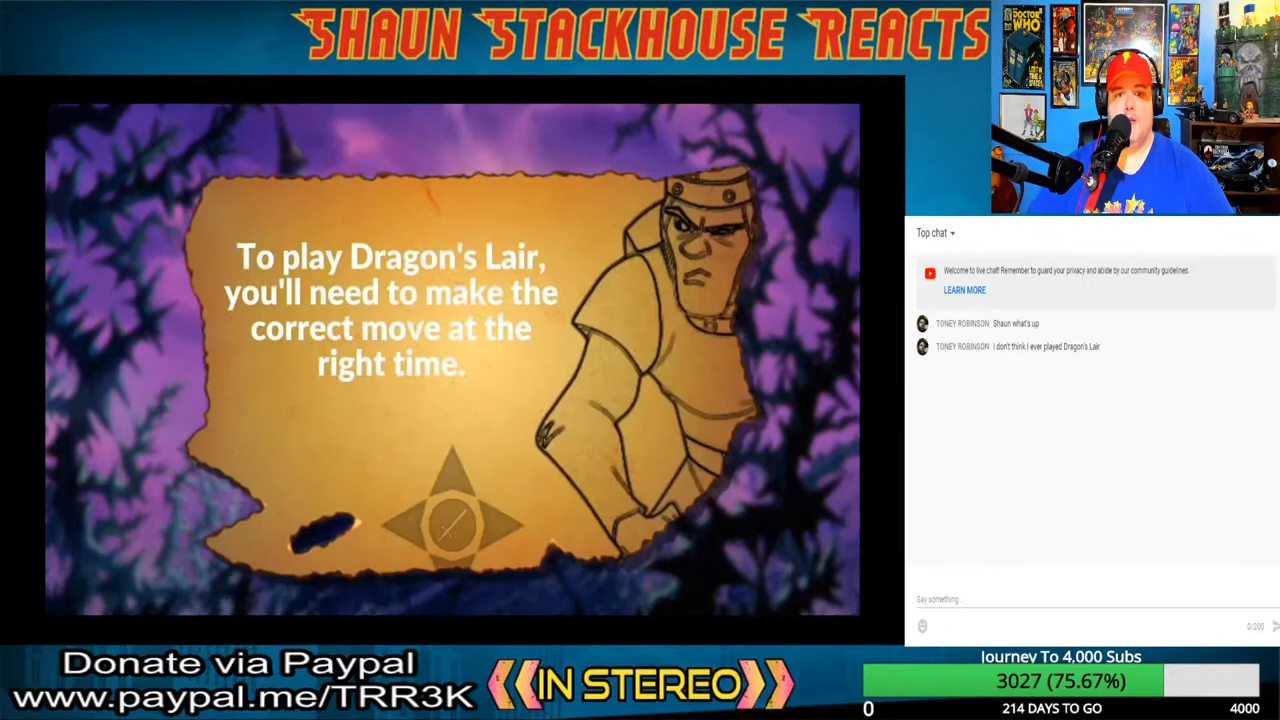 SHAUN STACKHOUSE REACTS
DOCTOR WHO
To play Dragon's Lair,
you'll need to make the
correct move at the
right time.
Top chat
Welcome to live chat! Remember to guard your privacy and abide by our community guidelines.
LEARN MORE
TONEY ROBINSON Shaun what's up
TONEY ROBINSON I don't think I ever played Dragon's Lair
Say something...
0/200
Donate via Paypal
www.paypal.me/TRR3K
IN STEREO
Journey To 4,000 Subs
3027 (75.67%)
0
214 DAYS TO GO
4000